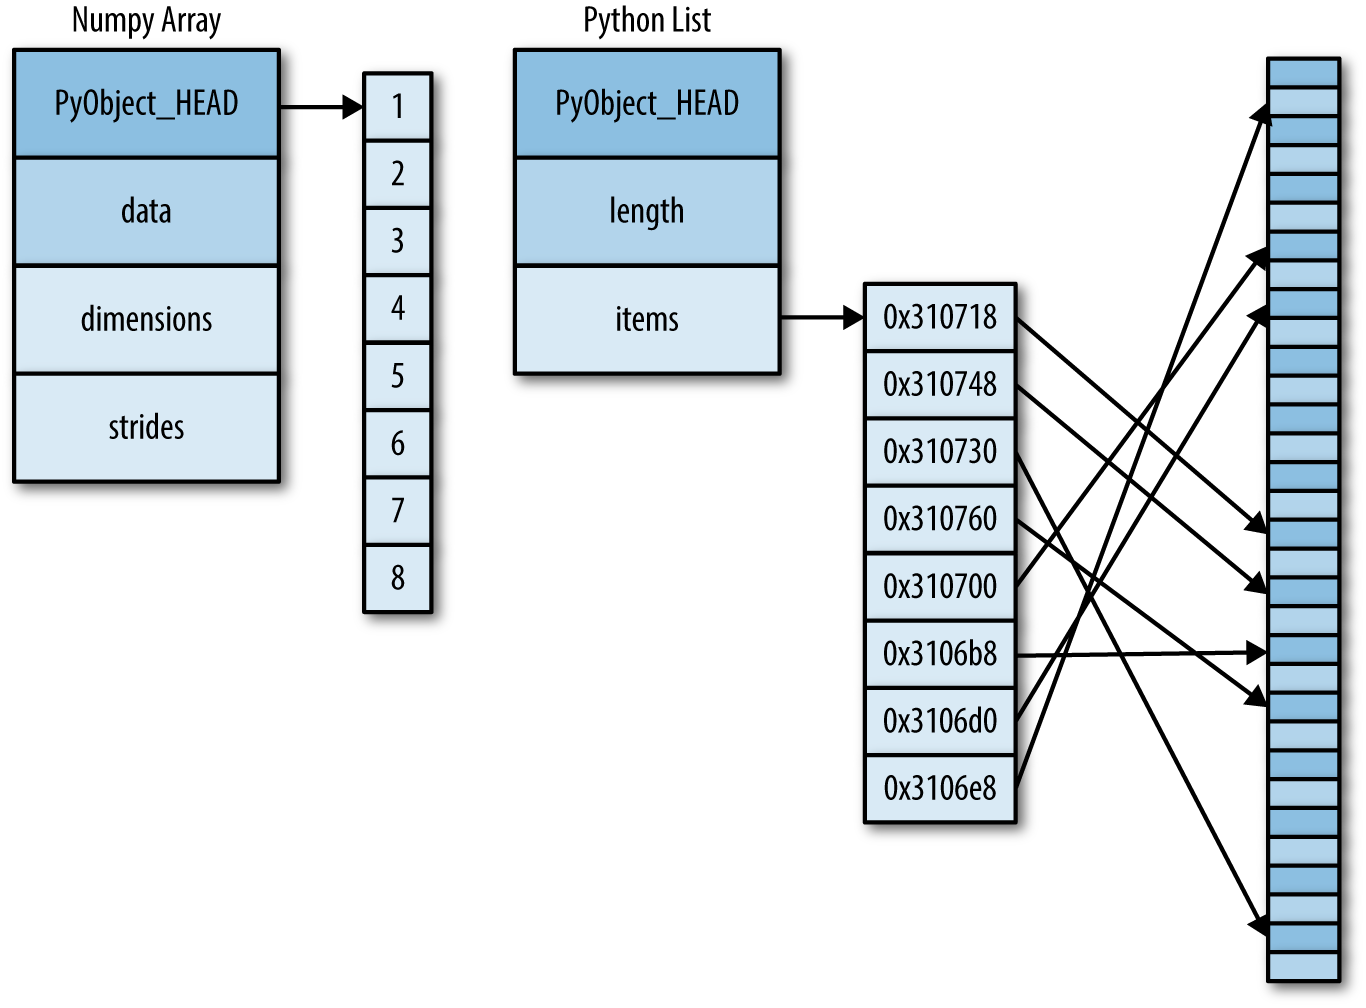 Numpy Array
PyObject_HEAD
data
dimensions
strides
1
2
3
4
5
6
7
8
Python List
PyObject_HEAD
length
items
0x310718
0x310748
0x310730
0x310760
0x310700
0x3106b8
0x3106d0
0x3106e8